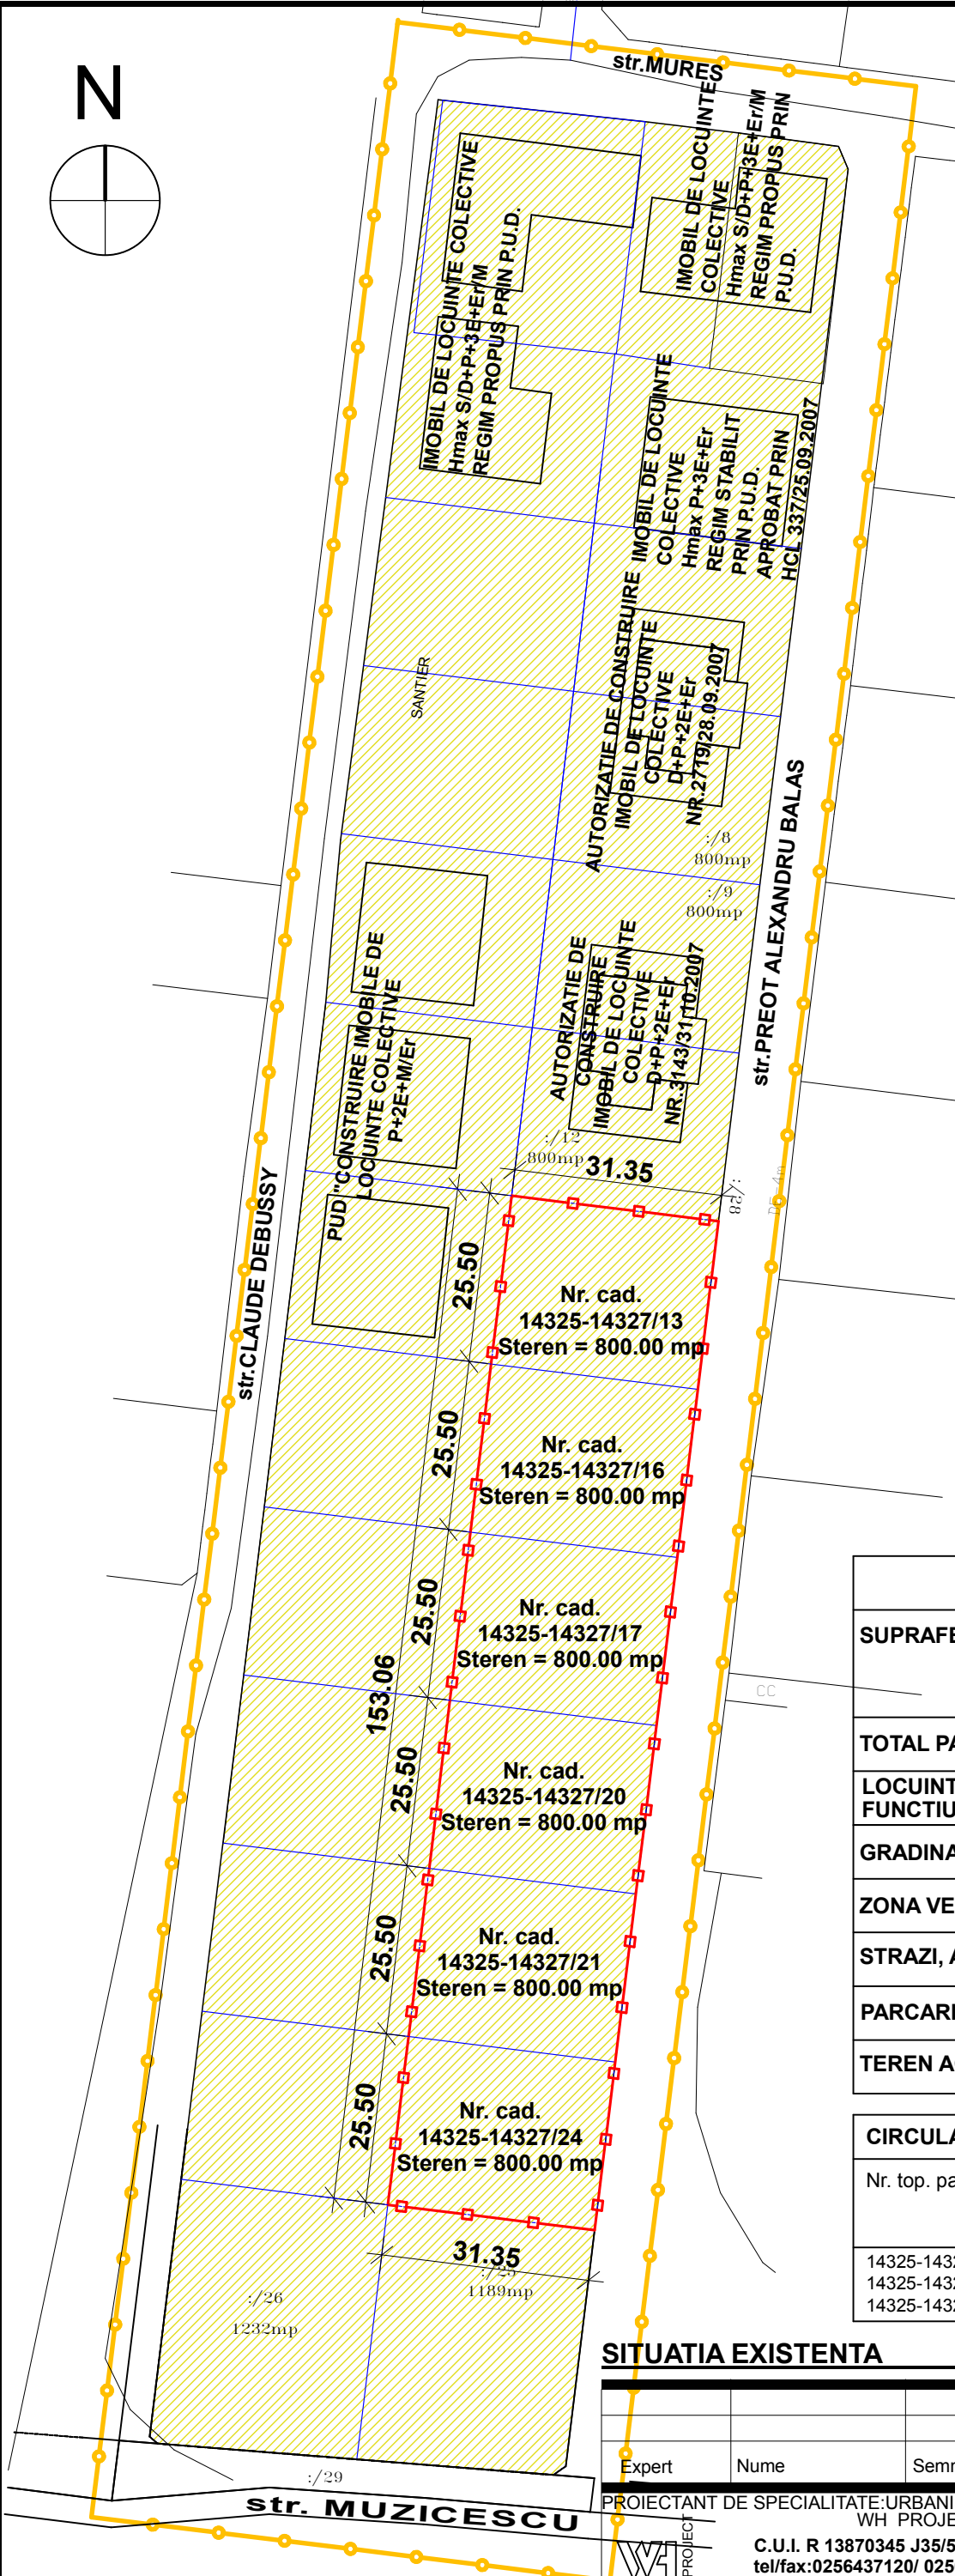 N
str.MURES
IMOBIL DE LOCUINTE COLECTIVE
Hmax S/D+P+3E+Er/M
REGIM PROPUS PRIN P.U.D.
IMOBIL DE LOCUINTE
COLECTIVE
Hmax S/D+P+3E+Er/M
REGIM PROPUS PRIN
P.U.D.
IMOBIL DE LOCUINTE
COLECTIVE
Hmax P+3E+Er
REGIM STABILIT
PRIN P.U.D.
APROBAT PRIN
HCL 337/25.09.2007
SANTIER
AUTORIZATIE DE CONSTRUIRE
IMOBIL DE LOCUINTE
COLECTIVE
D+P+2E+Er
NR.2719/28.09.2007
:/8
800mp
:/9
800mp
str.PREOT ALEXANDRU BALAS
AUTORIZATIE DE
CONSTRUIRE
IMOBIL DE LOCUINTE
COLECTIVE
D+P+2E+Er
NR.3143/31.10.2007
PUD "CONSTRUIRE IMOBILE DE
LOCUINTE COLECTIVE
P+2E+M/Er
:/12
800mp
31.35
:/28
DE 4m
str.CLAUDE DEBUSSY
25.50
Nr. cad.
14325-14327/13
Steren = 800.00 mp
25.50
Nr. cad.
14325-14327/16
Steren = 800.00 mp
25.50
Nr. cad.
14325-14327/17
Steren = 800.00 mp
153.06
CC
25.50
Nr. cad.
14325-14327/20
Steren = 800.00 mp
25.50
Nr. cad.
14325-14327/21
Steren = 800.00 mp
25.50
Nr. cad.
14325-14327/24
Steren = 800.00 mp
31.35
:/25
1189mp
:/26
1232mp
:/29
str. MUZICESCU
SUPRAFE
TOTAL PA
LOCUINT
FUNCTIU
GRADINA
ZONA VE
STRAZI, A
PARCARI
TEREN A
CIRCULA
Nr. top. pa
14325-143
14325-143
14325-143
SITUATIA EXISTENTA
Expert
Nume
Semn
PROIECTANT DE SPECIALITATE:URBANI
WH PROJE
PROJECT
C.U.I. R 13870345 J35/5
tel/fax:0256437120/ 025